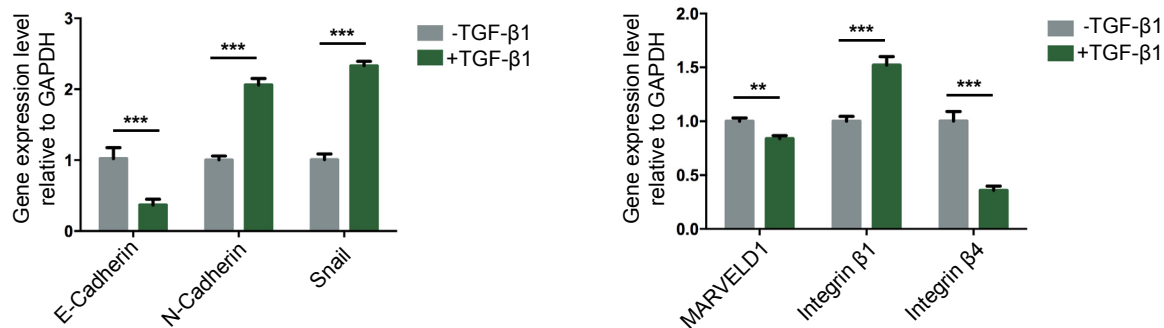 Gene expression level
relative to GAPDH
3
2
1
0
***
***
***
-TGF-β1
+TGF-β1
E-Cadherin
N-Cadherin
Snail
Gene expression level
relative to GAPDH
2.0
1.5
1.0
0.5
0.0
**
***
***
-TGF-β1
+TGF-β1
MARVELD1
Integrin β1
Integrin β4